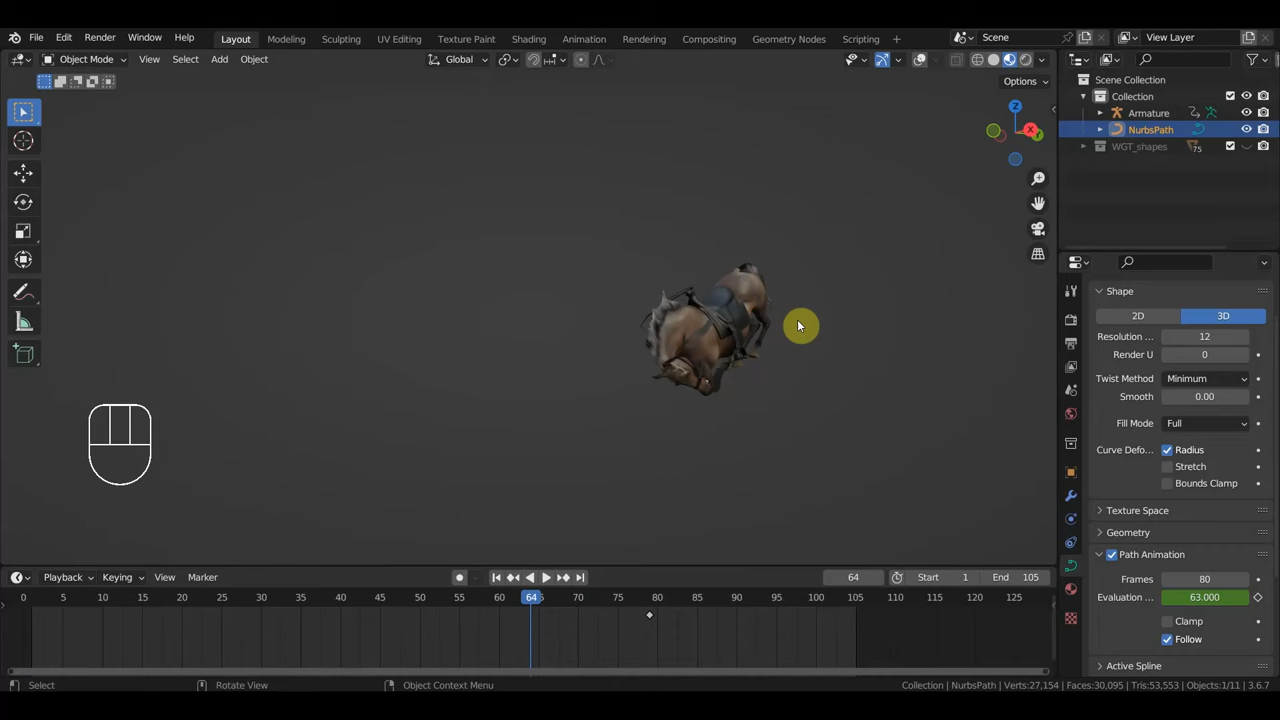 File Edit Render Window Help Layout Modeling Sculpting UV Editing Texture Paint Shading Animation Rendering Compositing Geometry Nodes Scripting + Scene View Layer
Object Mode View Select Add Object Global
Options
Scene Collection
Collection
Armature
NurbsPath
WGT_shapes 75
Z
X
Y
Shape
2D 3D
Resolution ... 12
Render U 0
Twist Method Minimum
Smooth 0.00
Fill Mode Full
Curve Defo... Radius
Stretch
Bounds Clamp
Texture Space
Geometry
Path Animation
Frames 80
Evaluation ... 63.000
Clamp
Follow
Active Spline
Playback Keying View Marker 64 Start 1 End 105
0 5 10 15 20 25 30 35 40 45 50 55 60 64 70 75 80 85 90 95 100 105 110 115 120 125
Select Rotate View Object Context Menu Collection | NurbsPath | Verts:27,154 | Faces:30,095 | Tris:53,553 | Objects:1/11 | 3.6.7